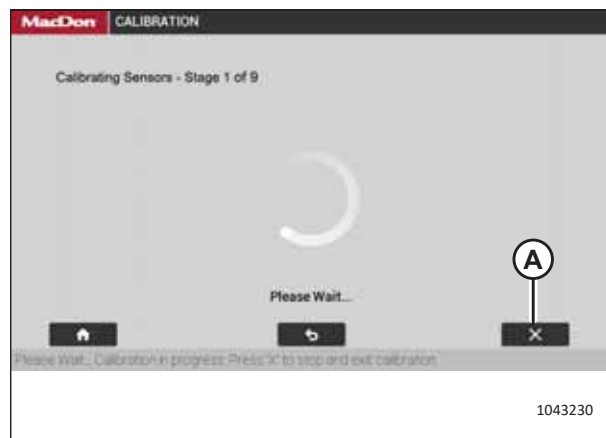 MacDon CALIBRATION
Calibrating Sensors - Stage 1 of 9
A
Please Wait...
Please Wait... Calibration in progress. Press 'X' to stop and exit calibration.
1043230